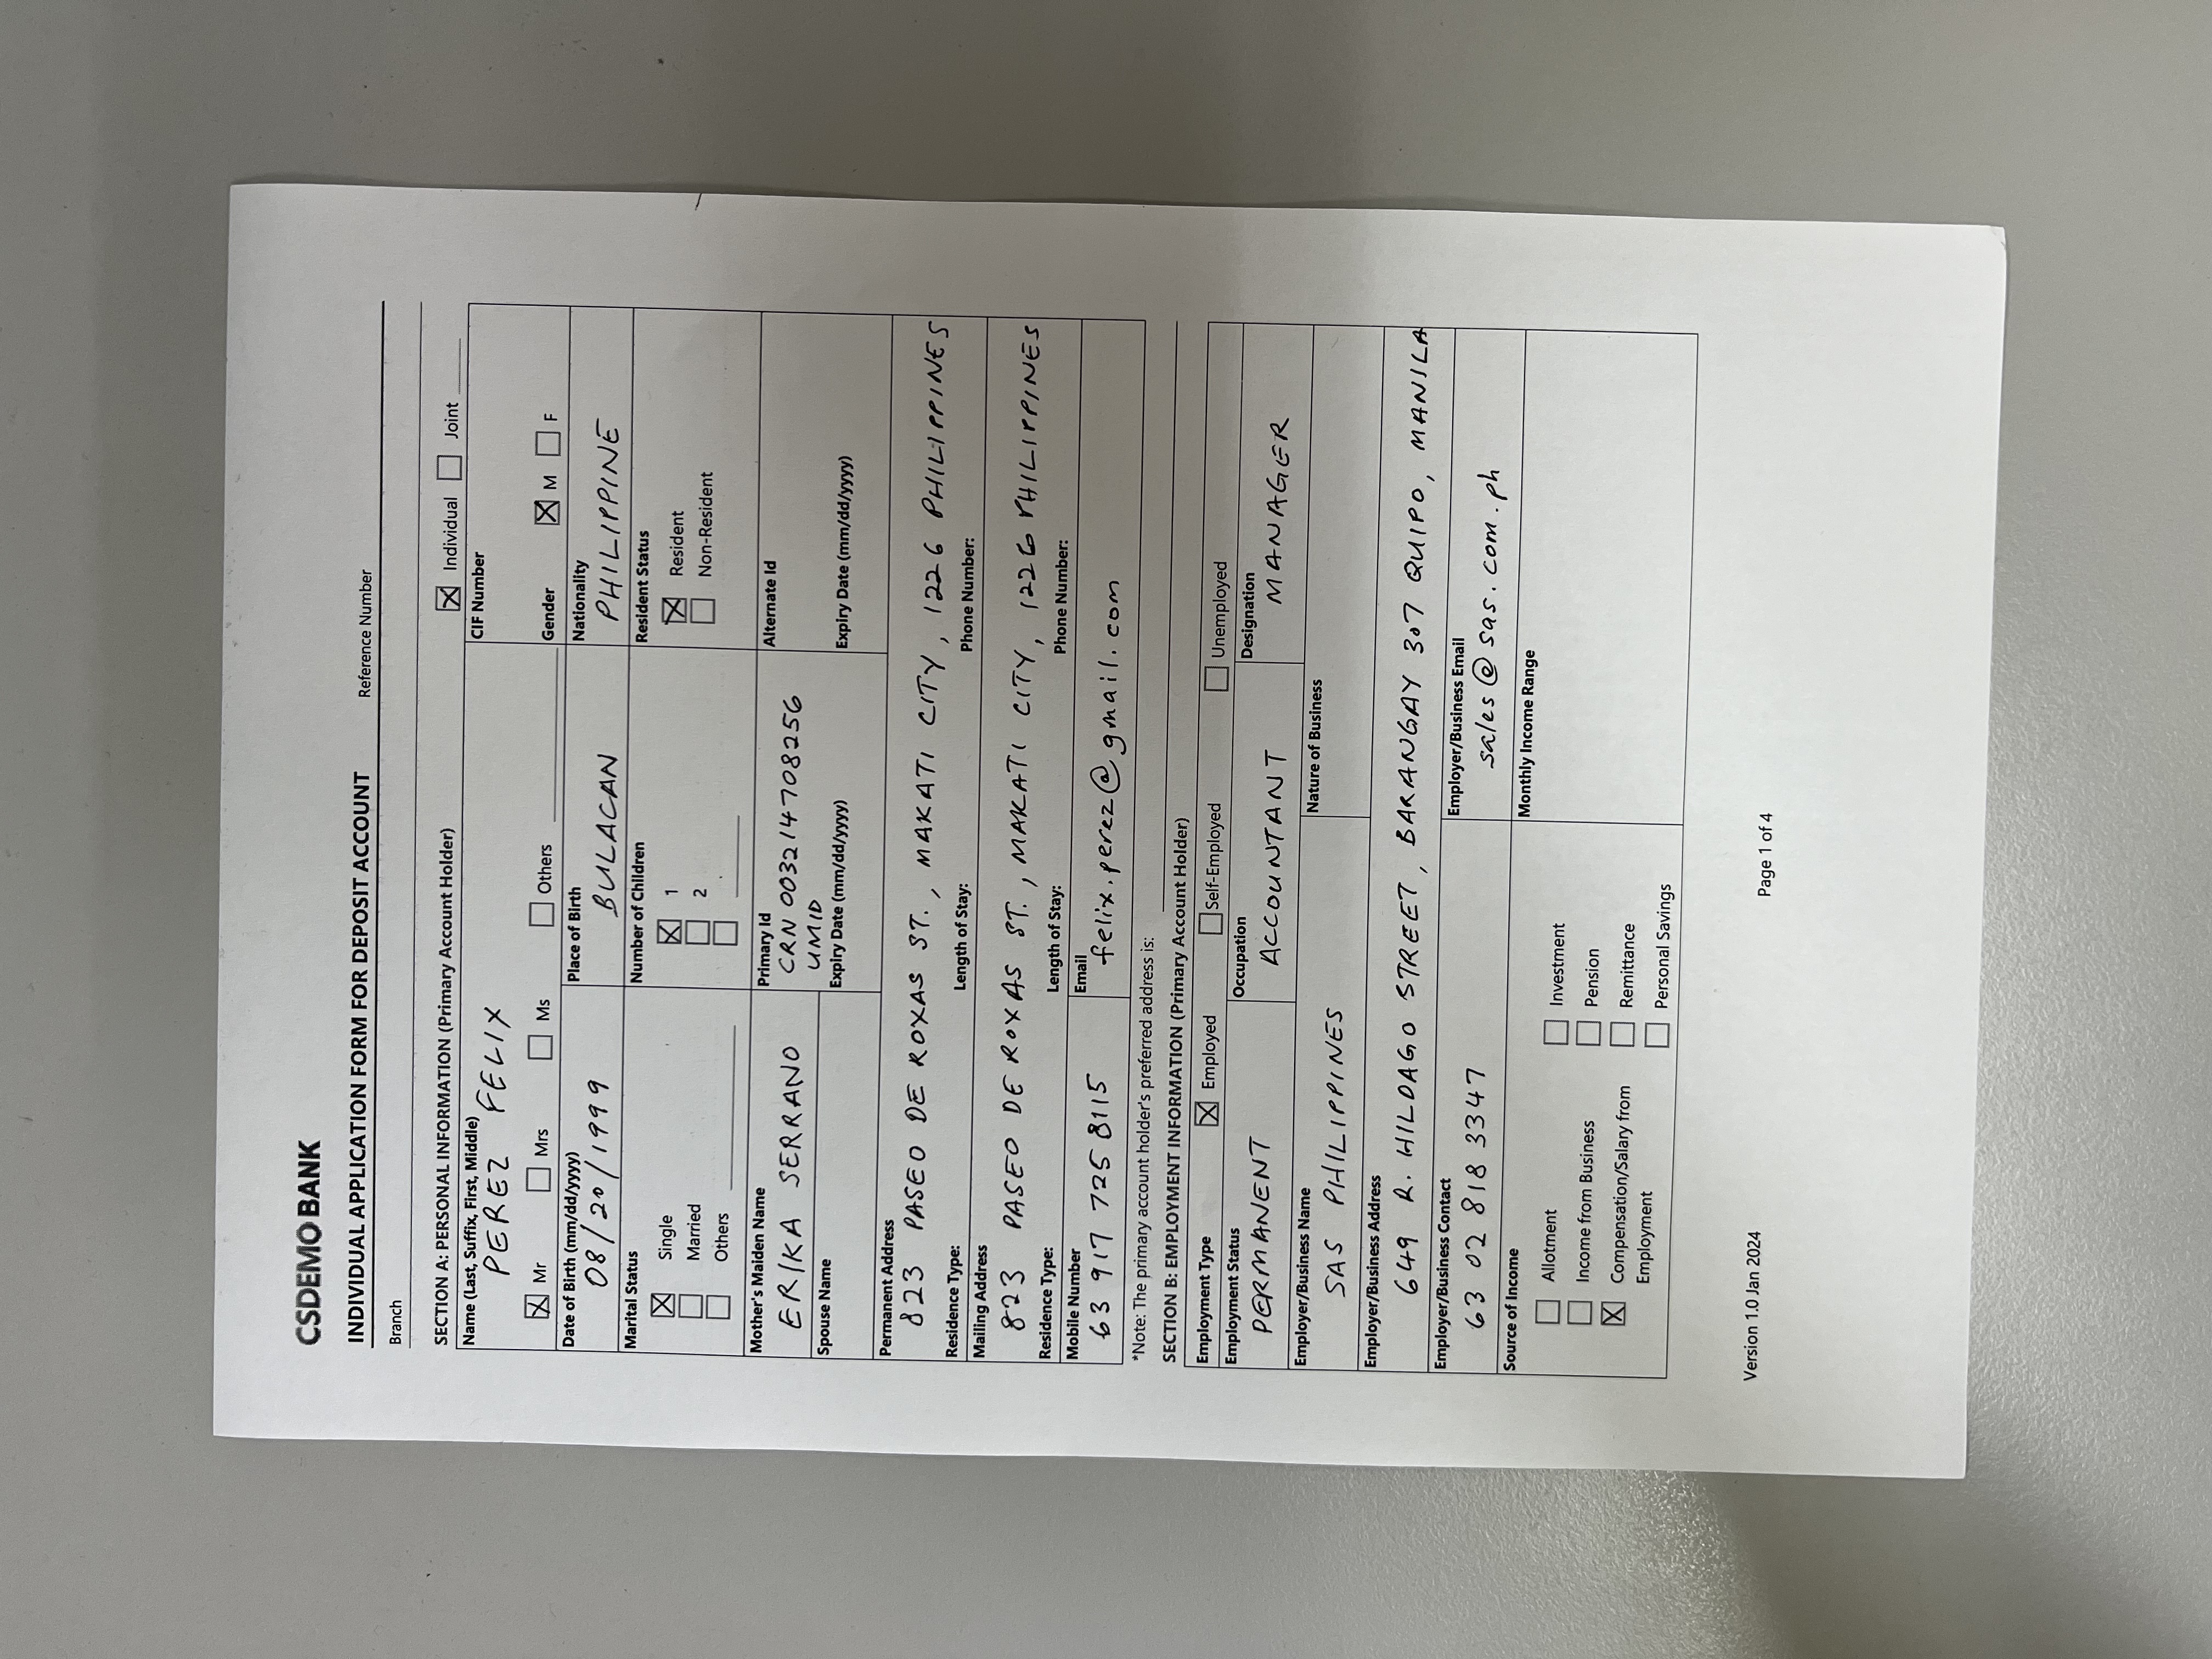 CSDEMO BANK
INDIVIDUAL APPLICATION FORM FOR DEPOSIT ACCOUNT Reference Number
Branch
SECTION A: PERSONAL INFORMATION (Primary Account Holder) Individual Joint
Name (Last, Suffix, First, Middle) CIF Number
PEREZ FELIX
Mr Mrs Ms Others Gender M F
Date of Birth (mm/dd/yyyy) Place of Birth Nationality
08/20/1999 BULACAN PHILIPPINE
Marital Status Number of Children Resident Status
Single 1 Resident
Married 2 Non-Resident
Others
Mother's Maiden Name Primary Id Alternate Id
ERIKA SERRANO CRN 003214708256
UMID
Spouse Name Expiry Date (mm/dd/yyyy) Expiry Date (mm/dd/yyyy)
Permanent Address
823 PASEO DE ROXAS ST., MAKATI CITY, 1226 PHILIPPINES
Residence Type: Length of Stay: Phone Number:
Mailing Address
823 PASEO DE ROXAS ST., MAKATI CITY, 1226 PHILIPPINES
Residence Type: Length of Stay: Phone Number:
Mobile Number Email
63 917 725 8115 felix.perez@gmail.com
*Note: The primary account holder's preferred address is:
SECTION B: EMPLOYMENT INFORMATION (Primary Account Holder)
Employment Type Employed Self-Employed Unemployed
Employment Status Occupation Designation
PERMANENT ACCOUNTANT MANAGER
Employer/Business Name Nature of Business
SAS PHILIPPINES
Employer/Business Address
649 R. HILDAGO STREET, BARANGAY 307 QUIPO, MANILA
Employer/Business Contact Employer/Business Email
63 02 818 3347 sales@sas.com.ph
Source of Income Monthly Income Range
Allotment Investment
Income from Business Pension
Compensation/Salary from Remittance
Employment
Personal Savings
Version 1.0 Jan 2024 Page 1 of 4